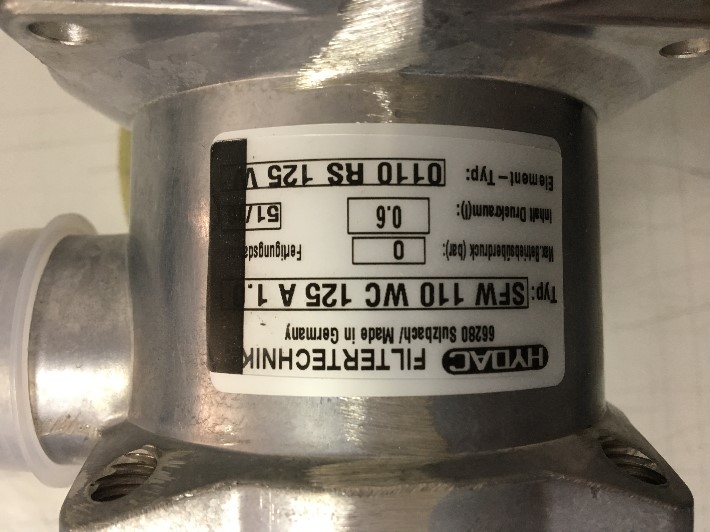 HYDAC FILTERTECHNIK
66280 Sulzbach/ Made in Germany
Typ: SFW 110 WC 125 A 1.
Max.Betriebsüberdruck (bar): 0
Inhalt Druckraum(l): 0.6 51/
Element-Typ: 0110 RS 125 V